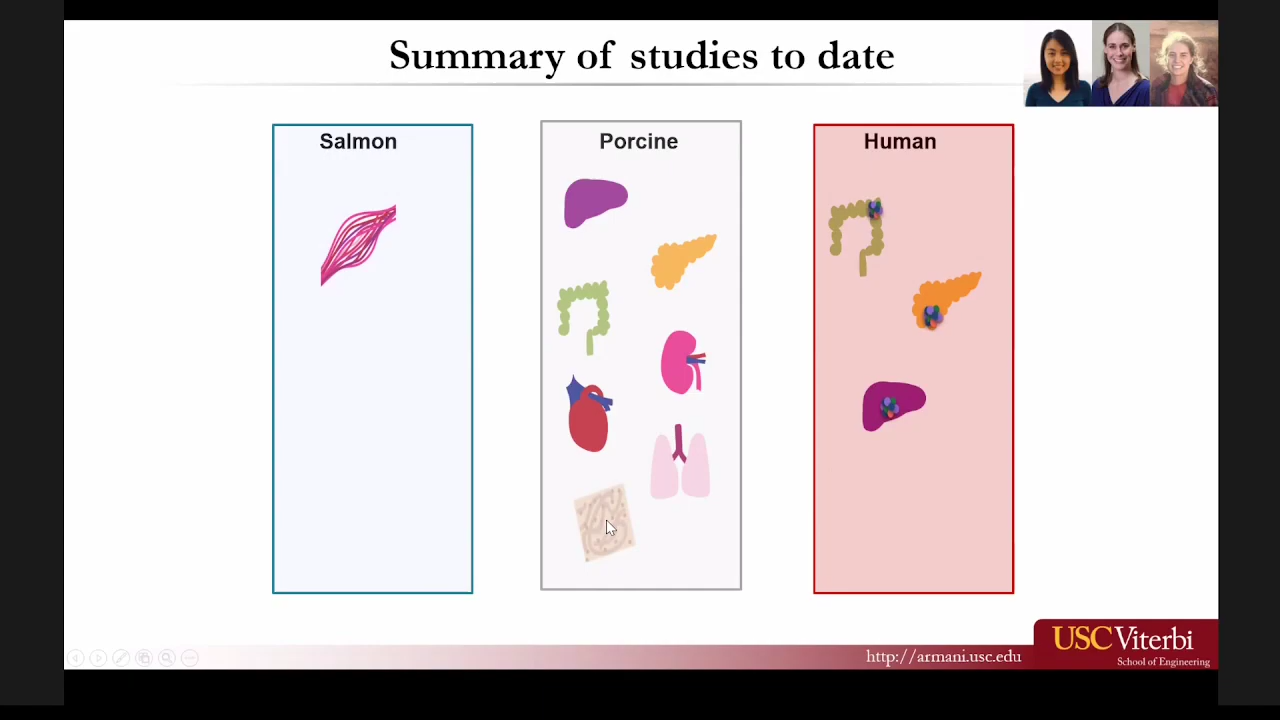 Summary of studies to date
Salmon
Porcine
Human
http://armani.usc.edu
USC Viterbi
School of Engineering